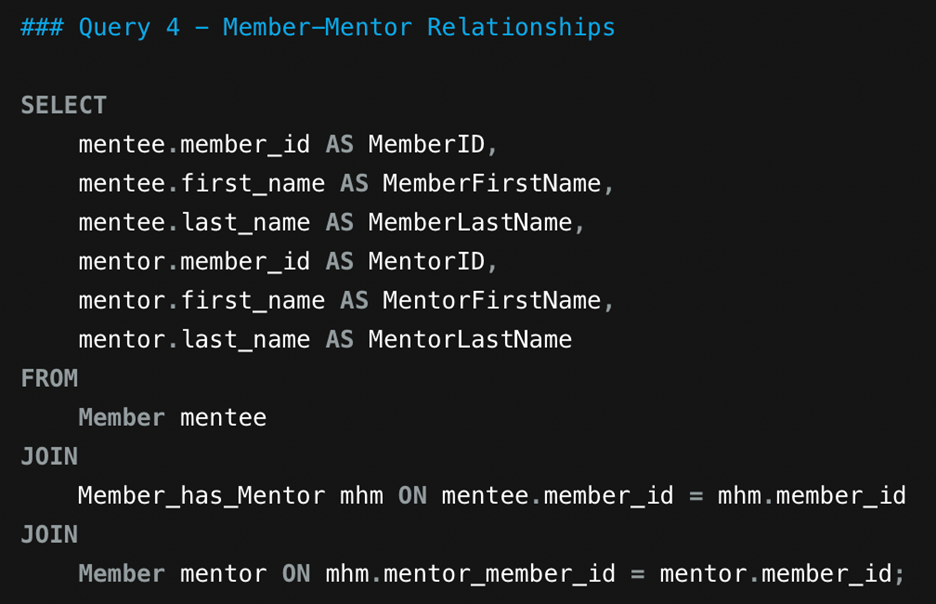 ### Query 4 – Member–Mentor Relationships
SELECT
    mentee.member_id AS MemberID,
    mentee.first_name AS MemberFirstName,
    mentee.last_name AS MemberLastName,
    mentor.member_id AS MentorID,
    mentor.first_name AS MentorFirstName,
    mentor.last_name AS MentorLastName
FROM
    Member mentee
JOIN
    Member_has_Mentor mhm ON mentee.member_id = mhm.member_id
JOIN
    Member mentor ON mhm.mentor_member_id = mentor.member_id;